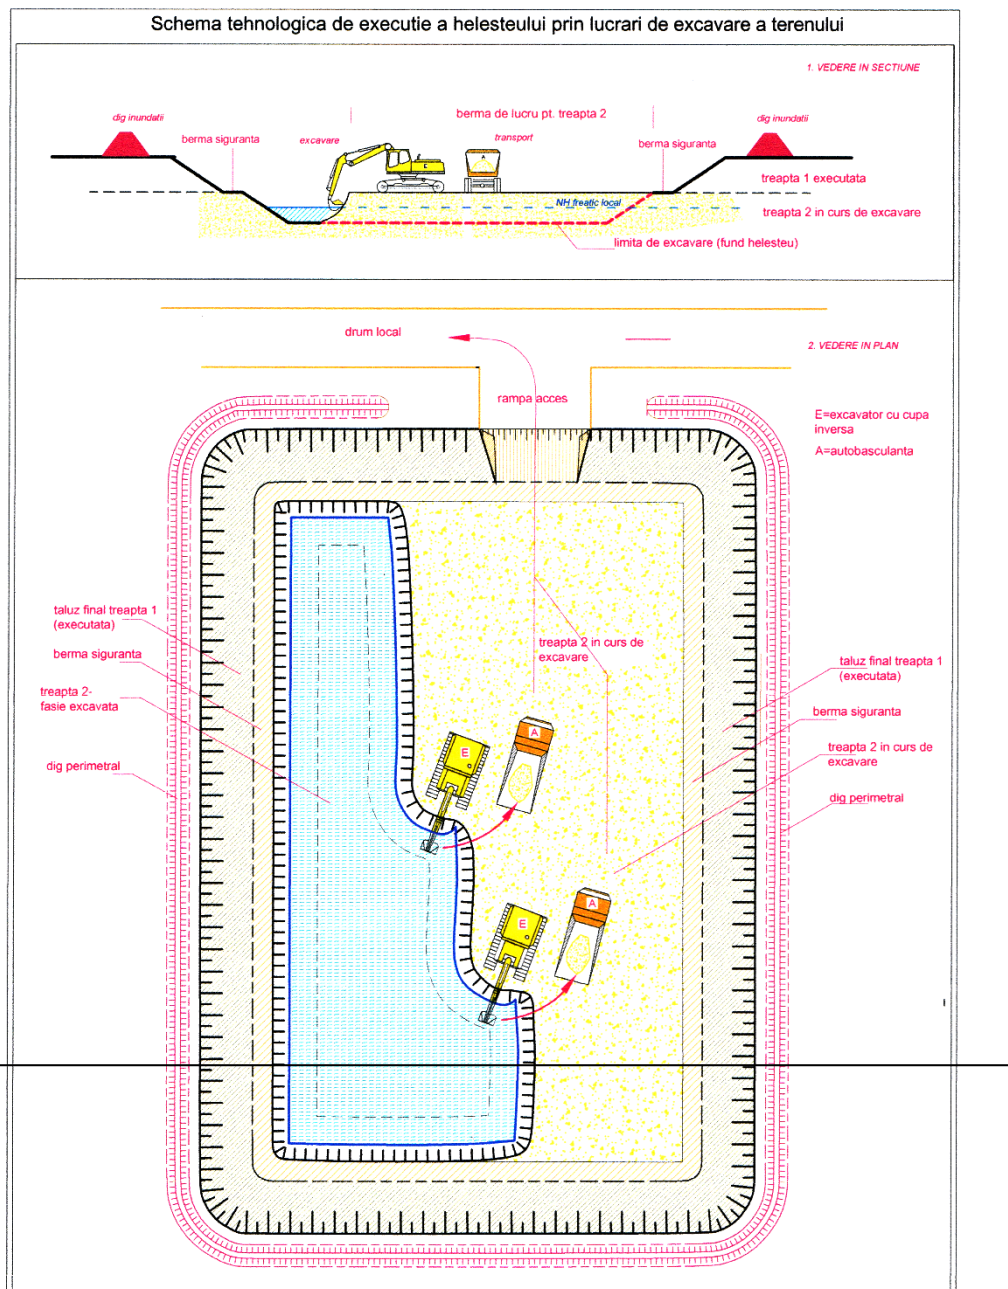 Schema tehnologica de executie a helesteului prin lucrari de excavare a terenului
1. VEDERE IN SECTIUNE
dig inundatii
berma siguranta
excavare
berma de lucru pt. treapta 2
transport
berma siguranta
dig inundatii
E
A
treapta 1 executata
NH freatic local
treapta 2 in curs de excavare
limita de excavare (fund helesteu)
drum local
2. VEDERE IN PLAN
rampa acces
E=excavator cu cupa
inversa
A=autobasculanta
taluz final treapta 1
(executata)
berma siguranta
treapta 2-
fasie excavata
dig perimetral
treapta 2 in curs de
excavare
taluz final treapta 1
(executata)
berma siguranta
treapta 2 in curs de
excavare
dig perimetral
E
A
E
A